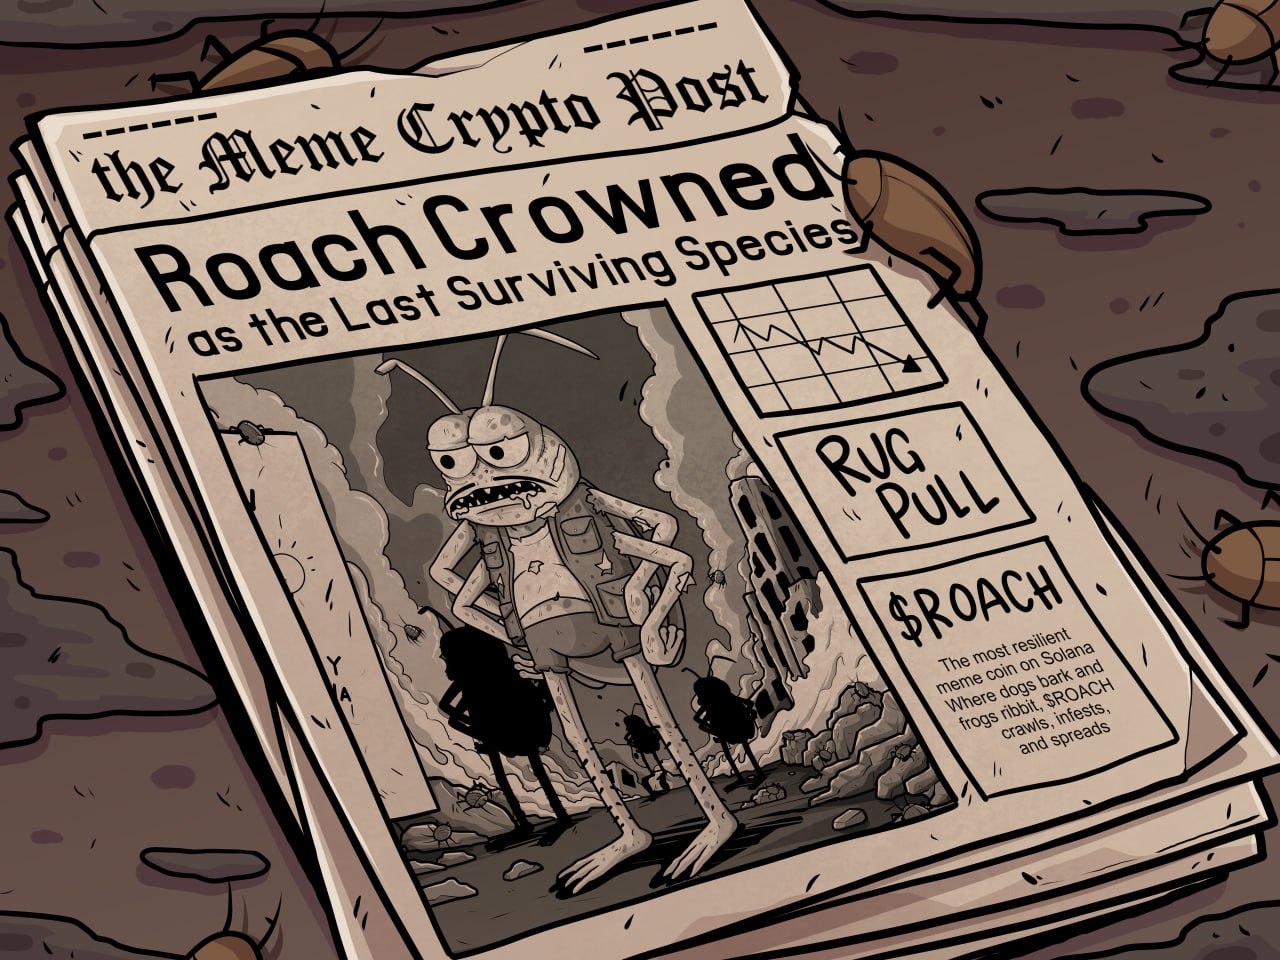 the Meme Crypto Post
Roach Crowned
as the Last Surviving Species
RUG
PULL
$ROACH
The most resilient
meme coin on Solana
Where dogs bark and
frogs ribbit, $ROACH
crawls, infests,
and spreads